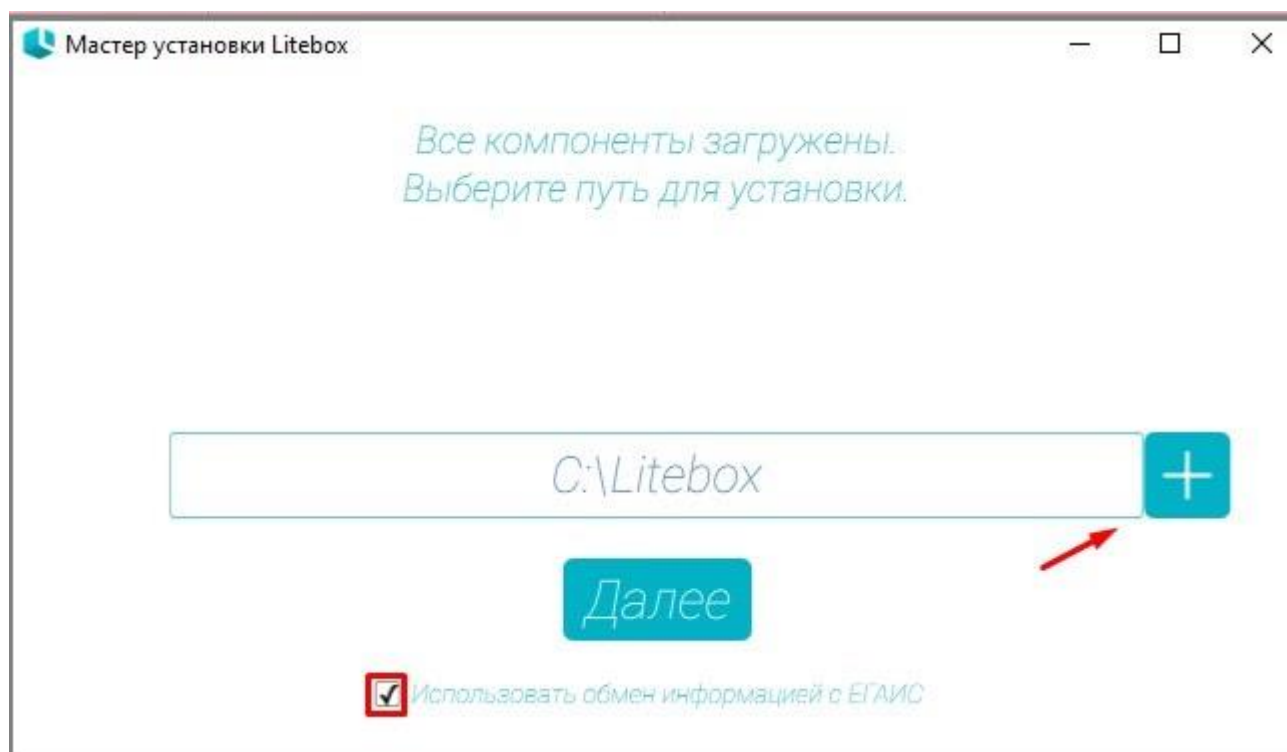 Мастер установки Litebox
Все компоненты загружены.
Выберите путь для установки.
C:\Litebox
Далее
Использовать обмен информацией с ЕГАИС